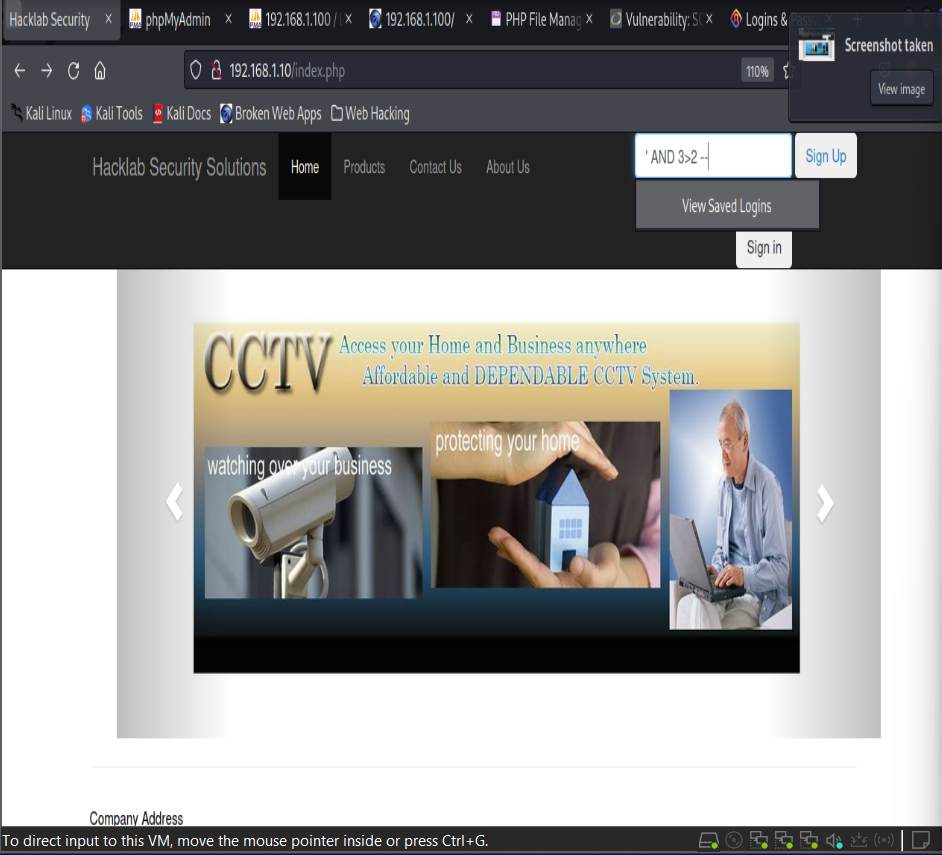 Hacklab Security × phpMyAdmin × 192.168.1.100 / × 192.168.1.100/ × PHP File Manag × Vulnerability: S × Logins &
Screenshot taken
192.168.1.10/index.php 110%
View image
Kali Linux Kali Tools Kali Docs Broken Web Apps Web Hacking
Hacklab Security Solutions Home Products Contact Us About Us ' AND 3>2 -- Sign Up
View Saved Logins
Sign in
CCTV Access your Home and Business anywhere
Affordable and DEPENDABLE CCTV System.
protecting your home
watching over your business
Company Address
To direct input to this VM, move the mouse pointer inside or press Ctrl+G.